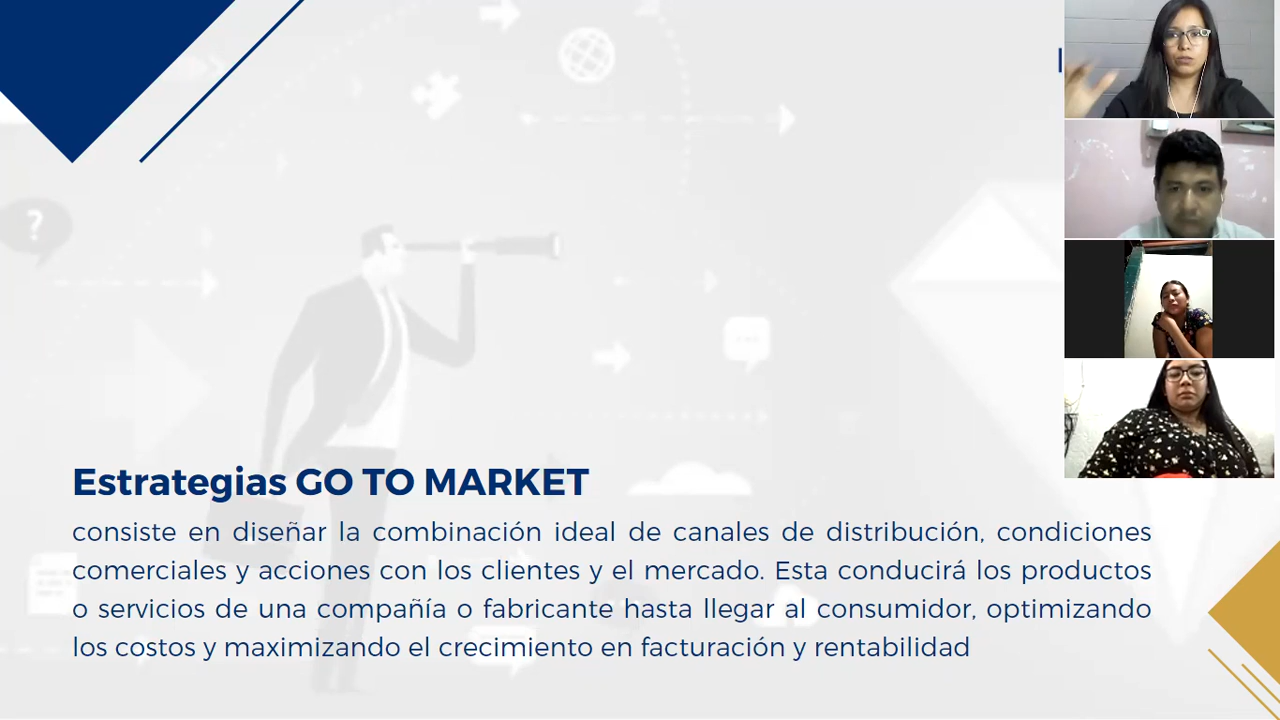 ?
Estrategias GO TO MARKET
consiste en diseñar la combinación ideal de canales de distribución, condiciones
comerciales y acciones con los clientes y el mercado. Esta conducirá los productos
o servicios de una compañía o fabricante hasta llegar al consumidor, optimizando
los costos y maximizando el crecimiento en facturación y rentabilidad